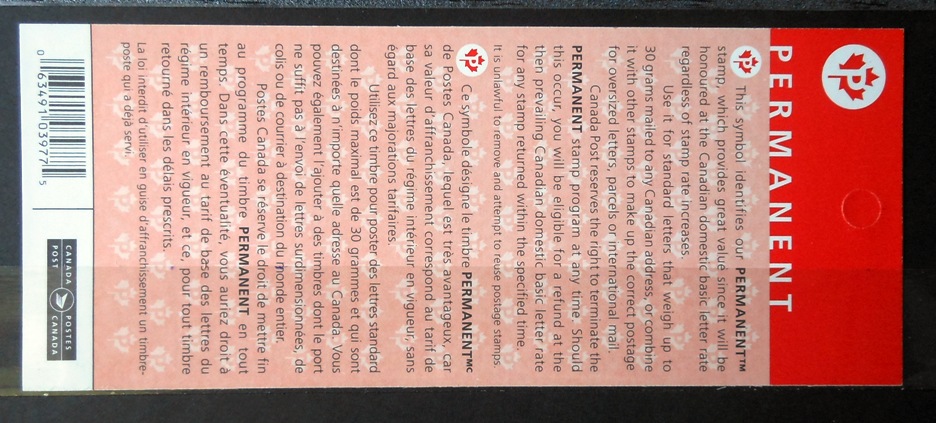 PERMANENT
This symbol identifies our PERMANENT™
stamp, which provides great value since it will be
honoured at the Canadian domestic basic letter rate
regardless of stamp rate increases.
Use it for standard letters that weigh up to
30 grams mailed to any Canadian address, or combine
it with other stamps to make up the correct postage
for oversized letters, parcels or international mail.
Canada Post reserves the right to terminate the
PERMANENT stamp program at any time. Should
this occur, you will be eligible for a refund at the
then prevailing Canadian domestic basic letter rate
for any stamp returned within the specified time.
It is unlawful to remove and attempt to reuse postage stamps.
Ce symbole désigne le timbre PERMANENTᴹᶜ
de Postes Canada, lequel est très avantageux, car
sa valeur d'affranchissement correspond au tarif de
base des lettres du régime intérieur en vigueur, sans
égard aux majorations tarifaires.
Utilisez ce timbre pour poster des lettres standard
dont le poids maximal est de 30 grammes et qui sont
destinées à n'importe quelle adresse au Canada. Vous
pouvez également l'ajouter à des timbres dont le port
ne suffit pas à l'envoi de lettres surdimensionnées, de
colis ou de courrier à destination du monde entier.
Postes Canada se réserve le droit de mettre fin
au programme du timbre PERMANENT en tout
temps. Dans cette éventualité, vous auriez droit à
un remboursement au tarif de base des lettres du
régime intérieur en vigueur, et ce, pour tout timbre
retourné dans les délais prescrits.
La loi interdit d'utiliser en guise d'affranchissement un timbre-
poste qui a déjà servi.
0 63491 03977 5
CANADA POSTES
POST CANADA